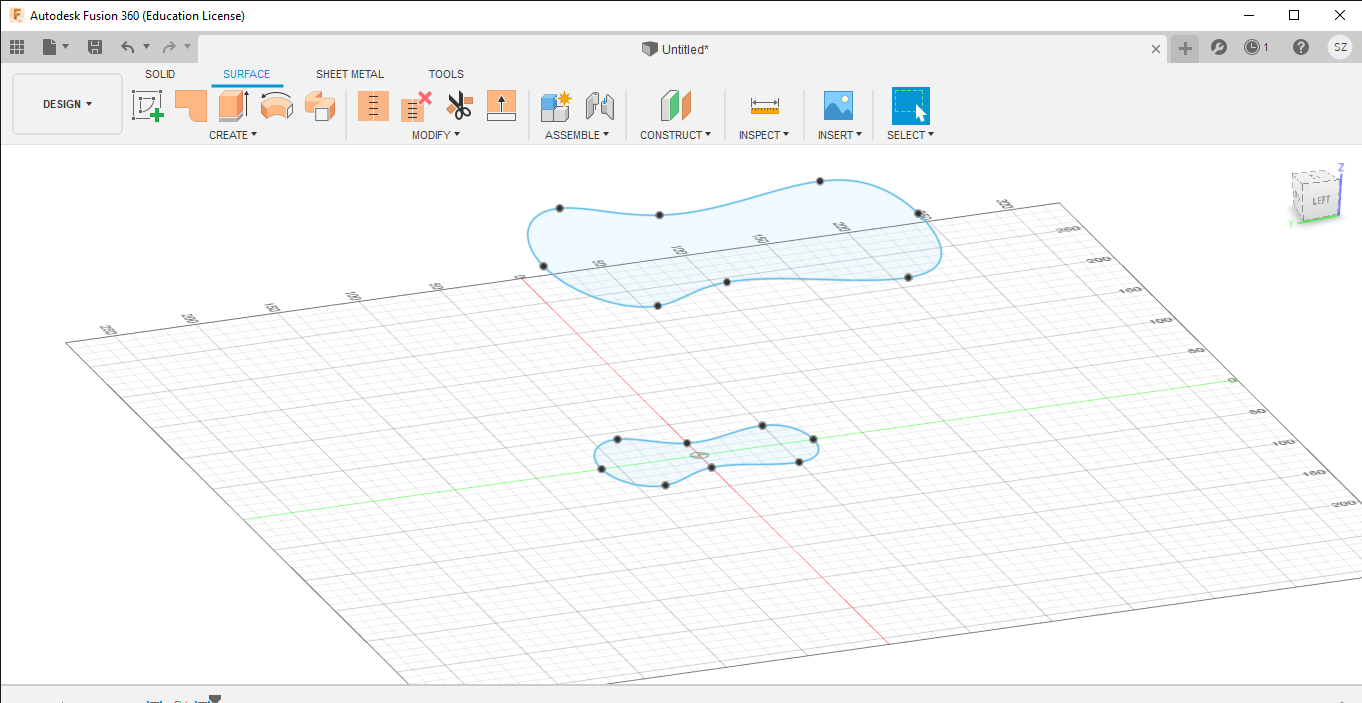 Autodesk Fusion 360 (Education License)
Untitled*
1
SZ
SOLID
SURFACE
SHEET METAL
TOOLS
DESIGN
CREATE
MODIFY
ASSEMBLE
CONSTRUCT
INSPECT
INSERT
SELECT
Z
LEFT
Y
250
200
150
100
50
0
50
100
150
200
300
250
200
150
100
50
0
50
100
150
200